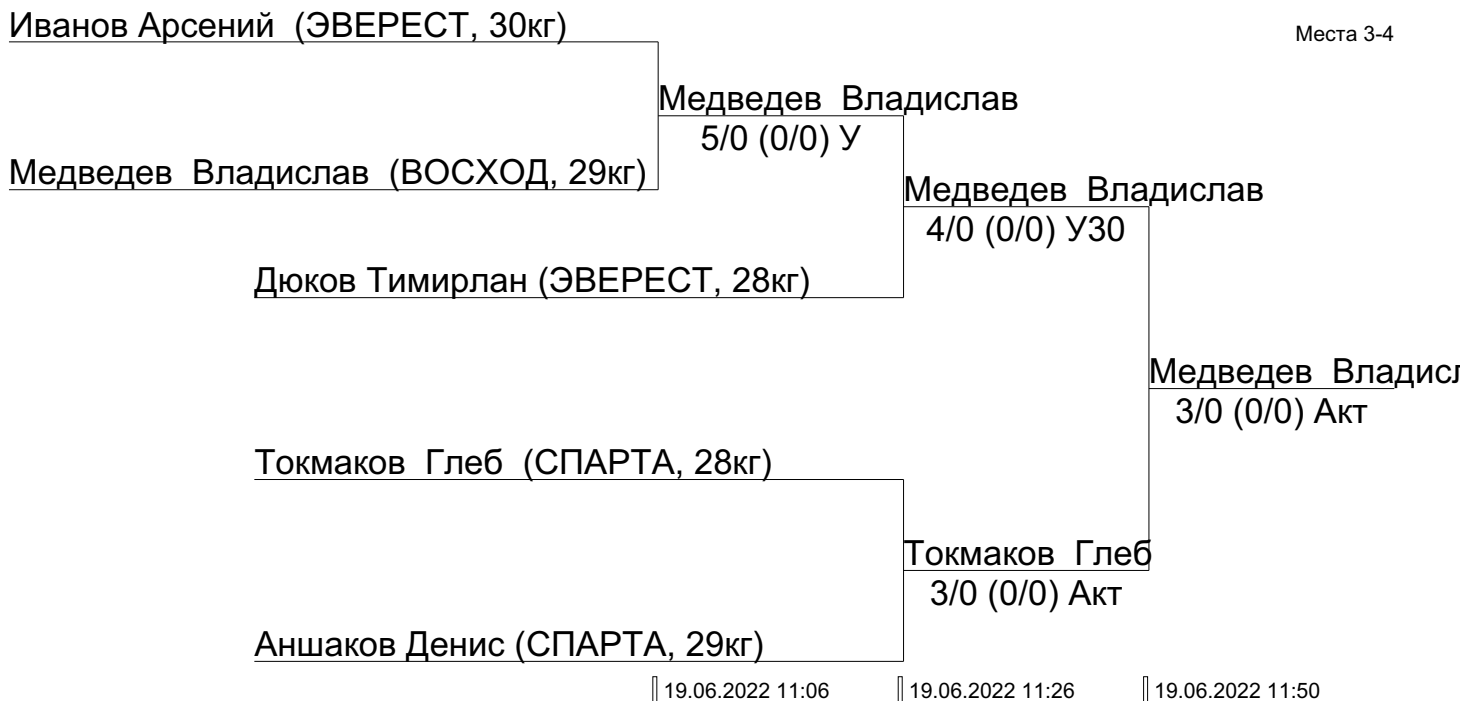 Иванов Арсений  (ЭВЕРЕСТ, 30кг)
Места 3-4
Медведев  Владислав
5/0 (0/0) У
Медведев  Владислав  (ВОСХОД, 29кг)
Медведев  Владислав
4/0 (0/0) У30
Дюков Тимирлан (ЭВЕРЕСТ, 28кг)
Медведев  Владисл
3/0 (0/0) Акт
Токмаков  Глеб  (СПАРТА, 28кг)
Токмаков  Глеб
3/0 (0/0) Акт
Аншаков Денис (СПАРТА, 29кг)
19.06.2022 11:06
19.06.2022 11:26
19.06.2022 11:50